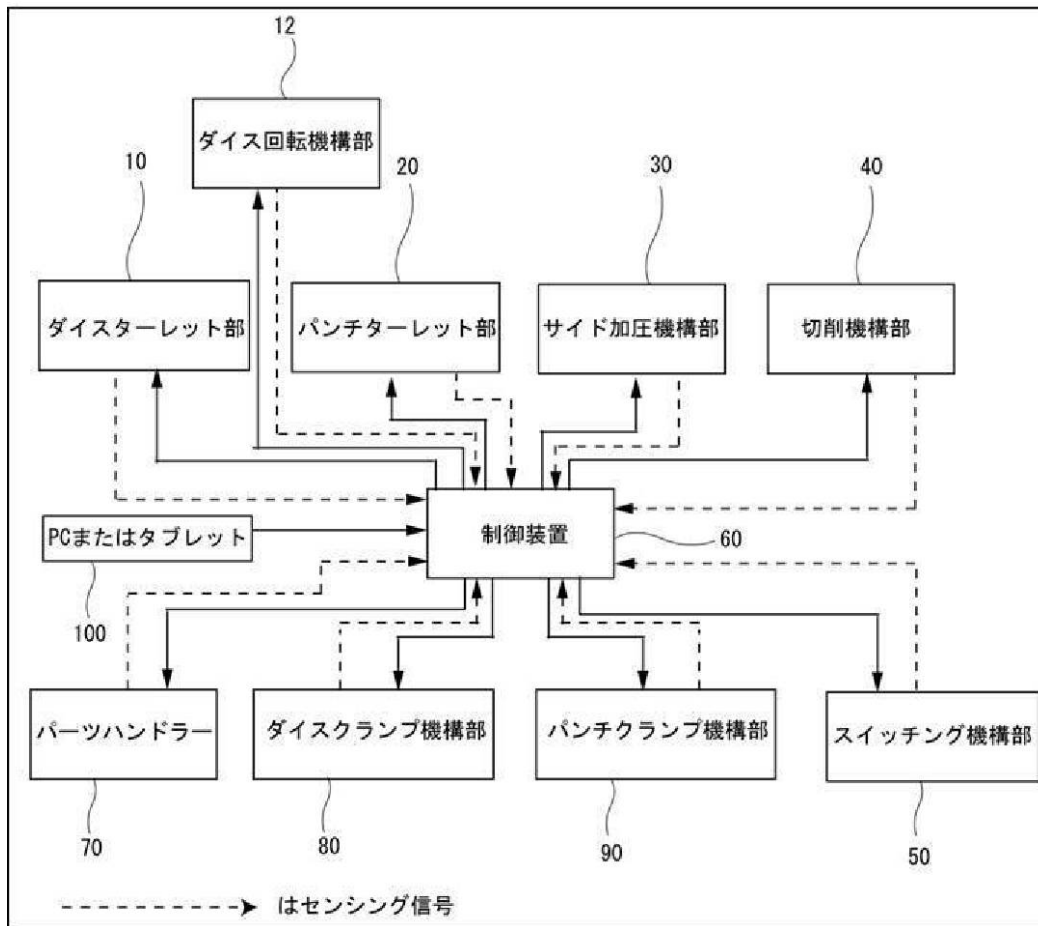 12
ダイス回転機構部
10
20
30
40
ダイスターレット部
パンチターレット部
サイド加圧機構部
切削機構部
PCまたはタブレット
制御装置
60
100
パーツハンドラー
ダイスクランプ機構部
パンチクランプ機構部
スイッチング機構部
70
80
90
50
はセンシング信号